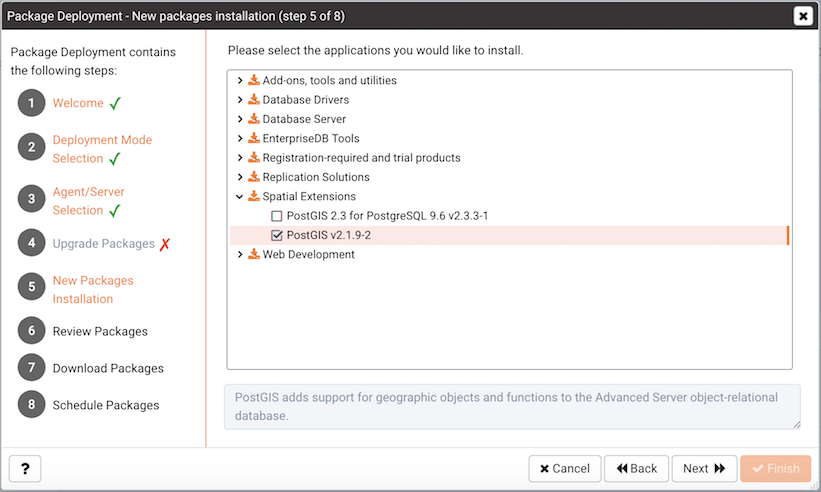 Package Deployment - New packages installation (step 5 of 8)
Package Deployment contains
the following steps:
1 Welcome
2 Deployment Mode
Selection
3 Agent/Server
Selection
4 Upgrade Packages
5 New Packages
Installation
6 Review Packages
7 Download Packages
8 Schedule Packages
Please select the applications you would like to install.
Add-ons, tools and utilities
Database Drivers
Database Server
EnterpriseDB Tools
Registration-required and trial products
Replication Solutions
Spatial Extensions
PostGIS 2.3 for PostgreSQL 9.6 v2.3.3-1
PostGIS v2.1.9-2
Web Development
PostGIS adds support for geographic objects and functions to the Advanced Server object-relational
database.
? Cancel Back Next Finish